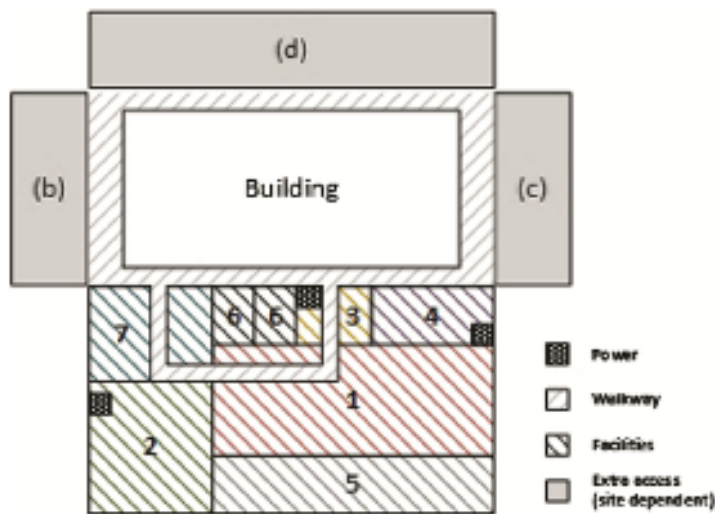 (d)
(b)
Building
(c)
7
6
6
3
4
1
2
5
Power
Walkway
Facilities
Extra access
(site dependent)